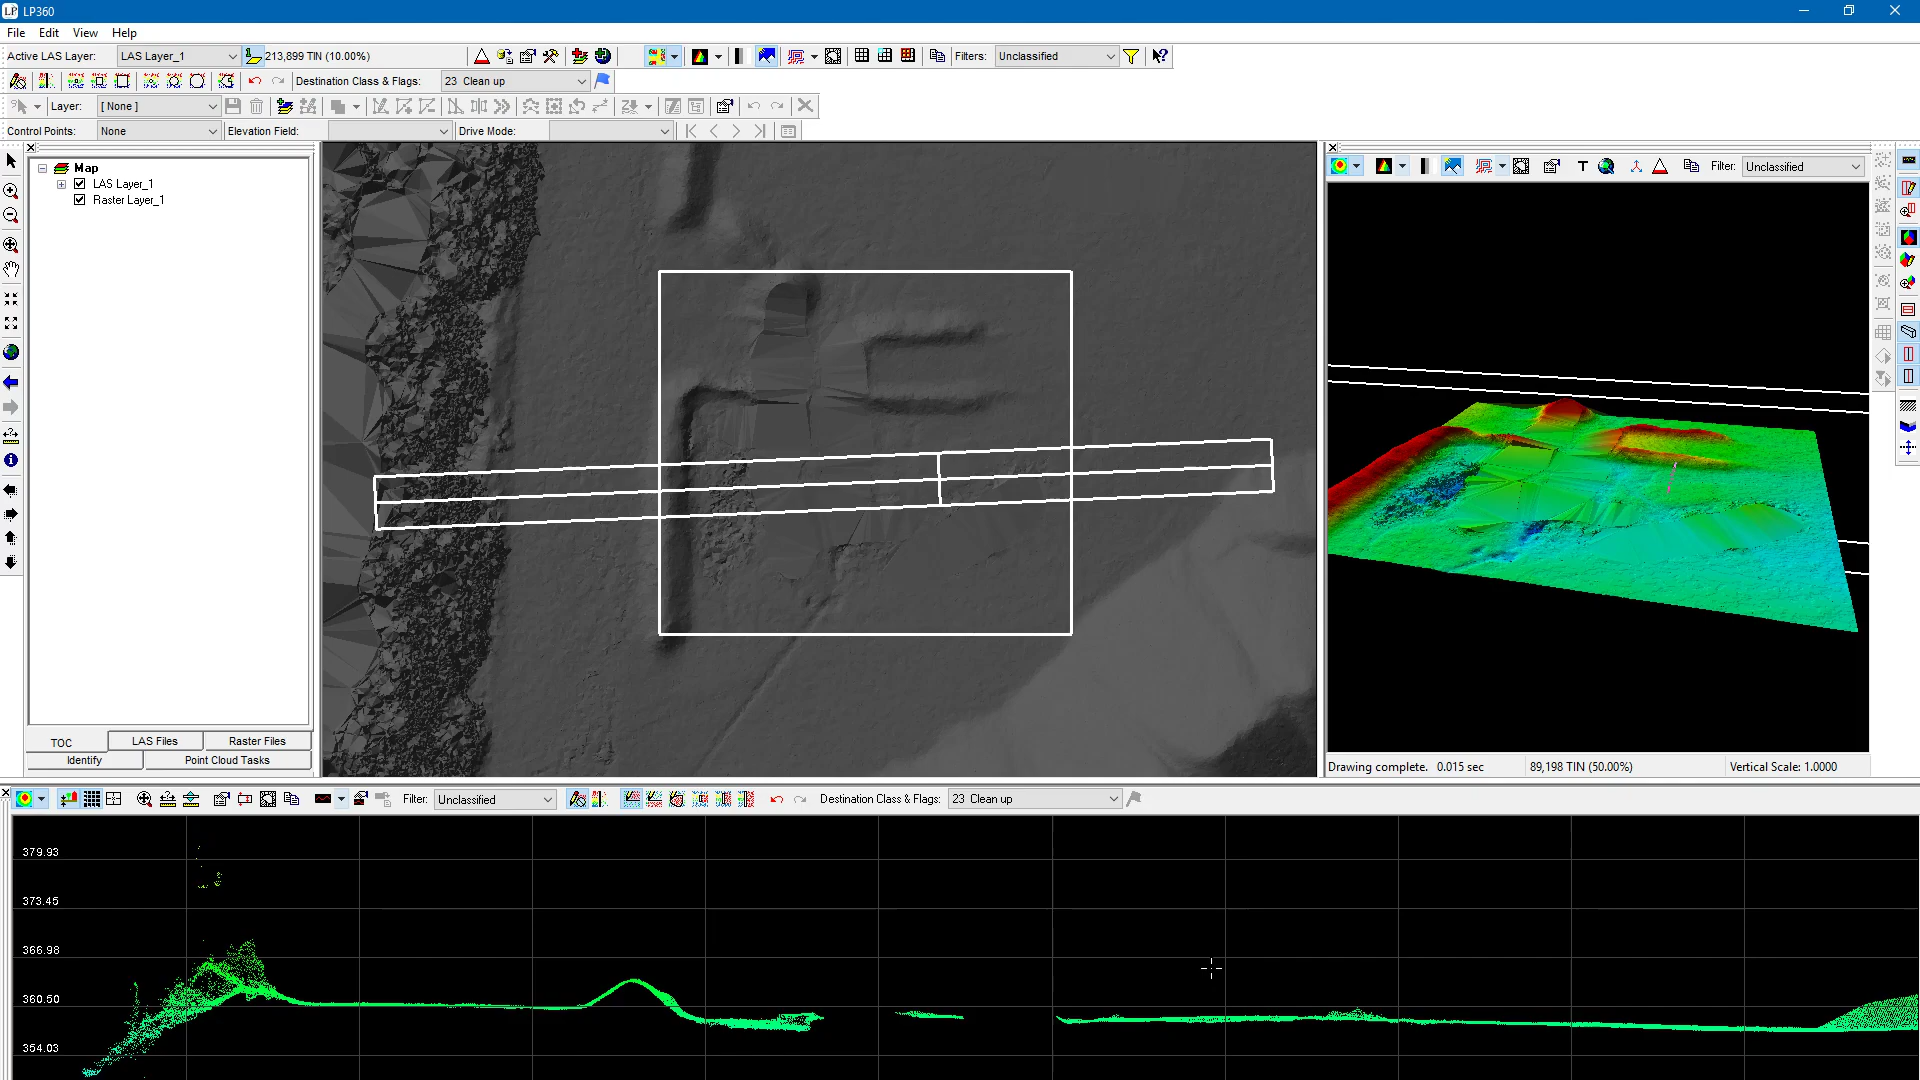 LP LP360
File Edit View Help
Active LAS Layer: LAS Layer_1 213,899 TIN (10.00%) Filters: Unclassified
Destination Class & Flags: 23 Clean up
Layer: [ None ]
Control Points: None Elevation Field: Drive Mode:
Map
LAS Layer_1
Raster Layer_1
TOC LAS Files Raster Files
Identify Point Cloud Tasks
T Filter: Unclassified
Drawing complete. 0.015 sec 89,198 TIN (50.00%) Vertical Scale: 1.0000
Filter: Unclassified Destination Class & Flags: 23 Clean up
379.93
373.45
366.98
360.50
354.03